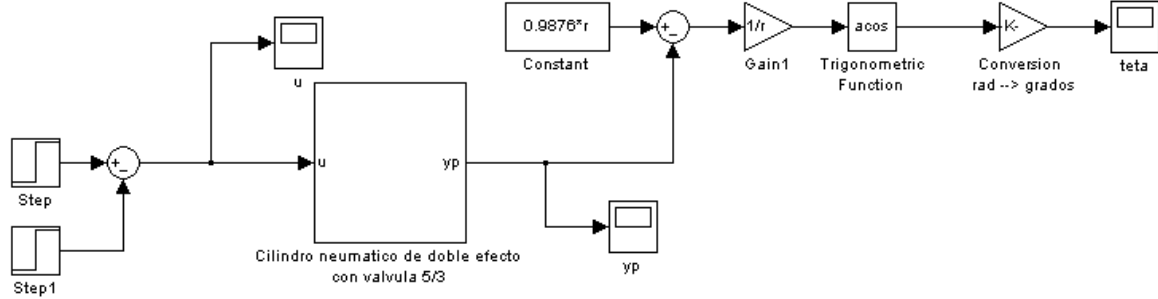 0.9876*r
Constant
+
-
1/r
Gain1
acos
Trigonometric
Function
K-
Conversion
rad --> grados
teta
u
Step
+
-
u
yp
Cilindro neumatico de doble efecto
con valvula 5/3
yp
Step1